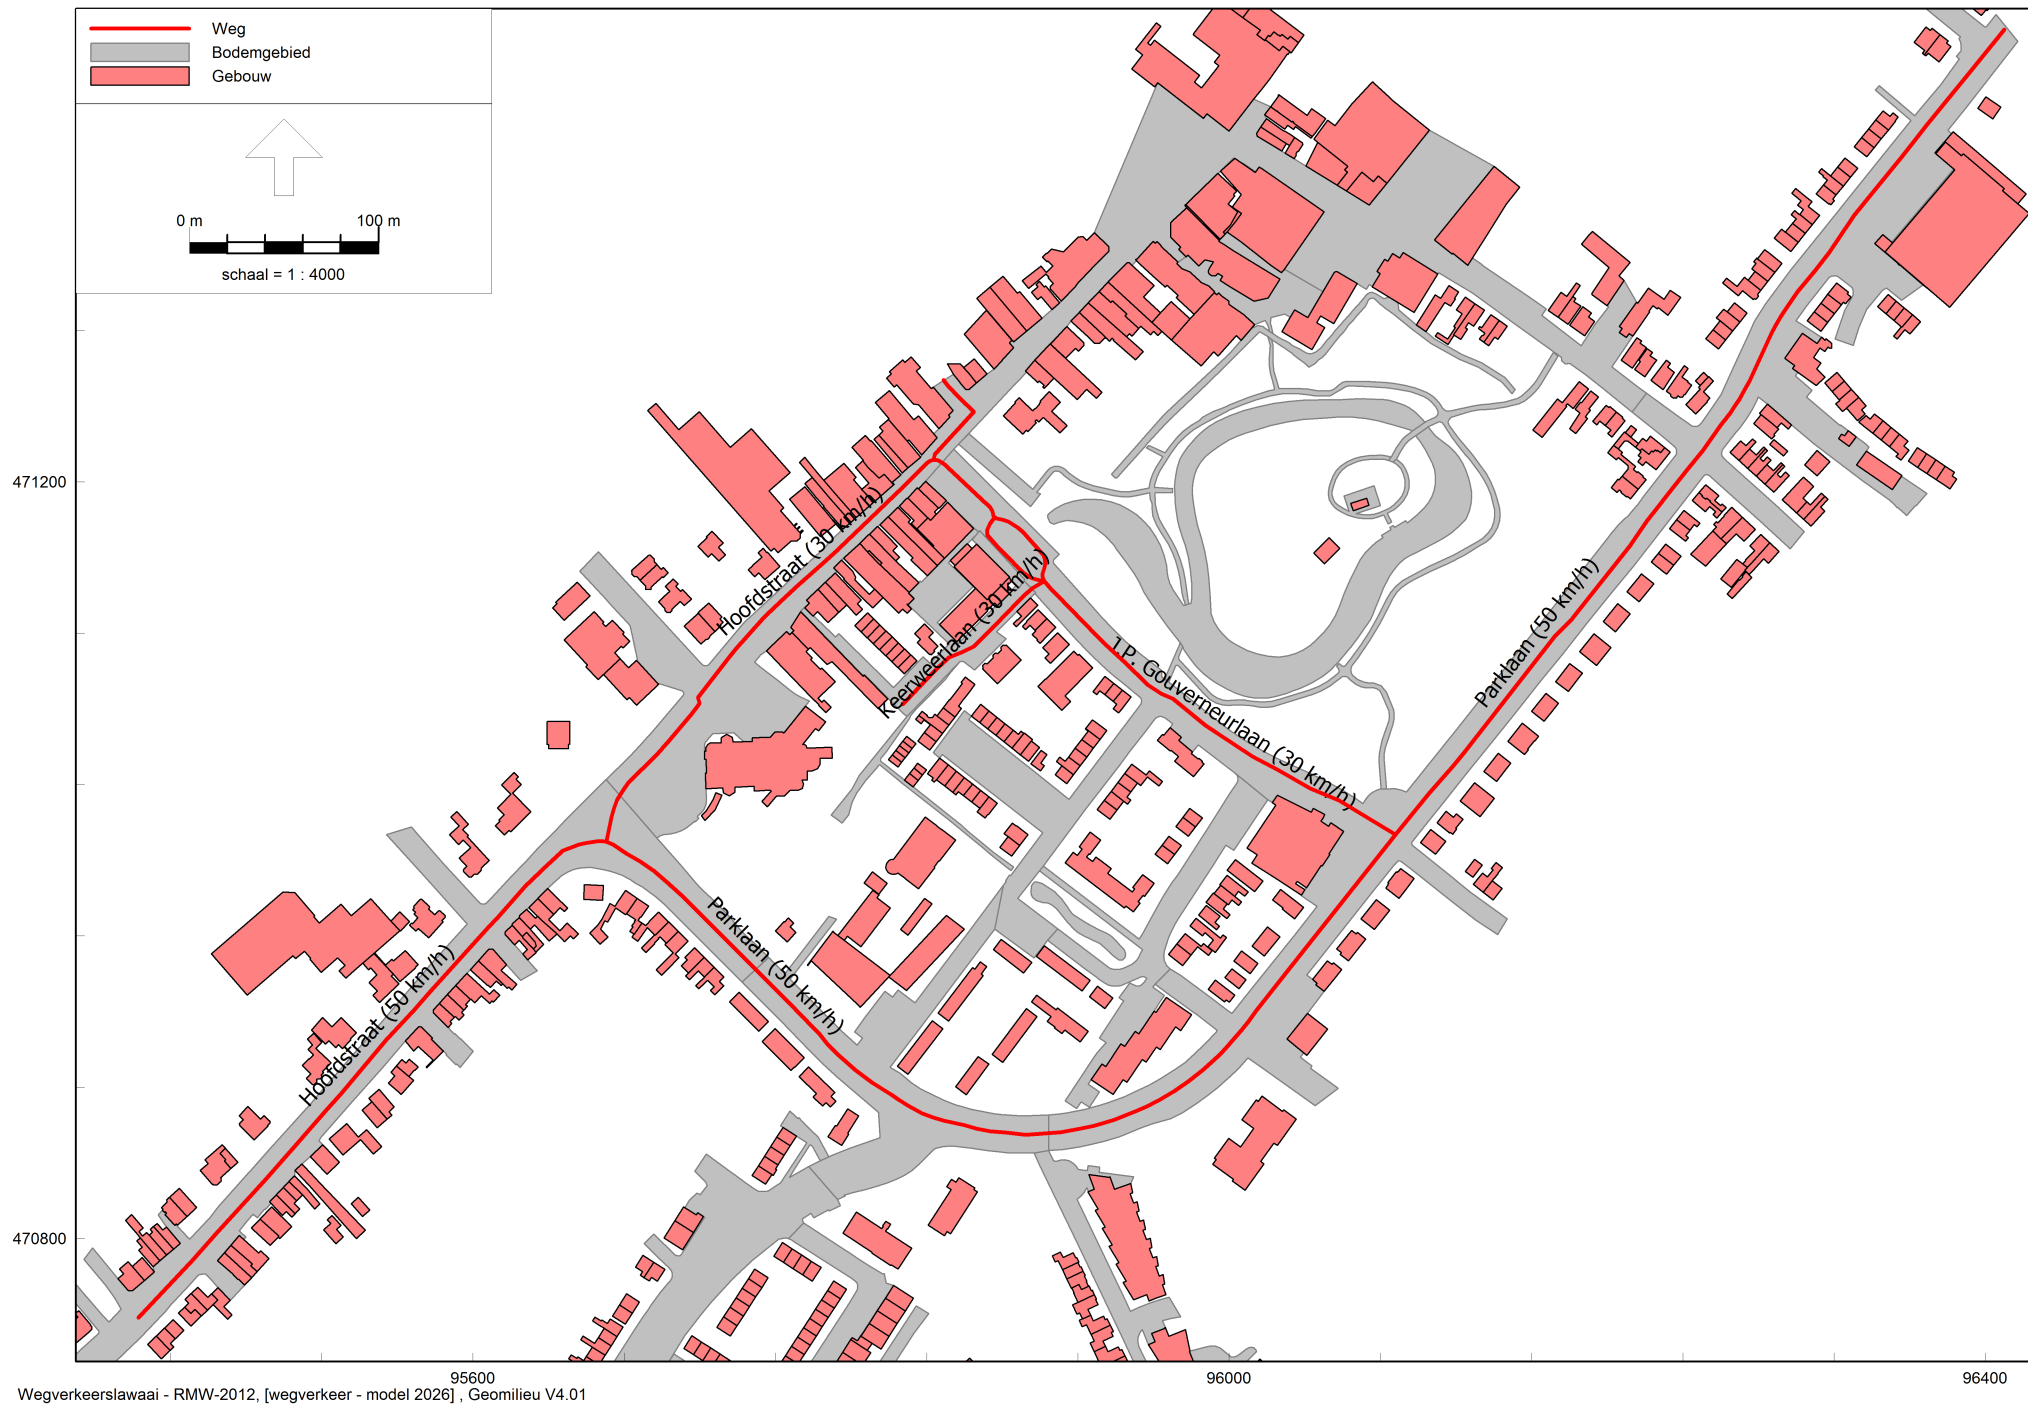 Weg
Bodemgebied
Gebouw
0 m 100 m
schaal = 1 : 4000
471200
470800
Hoofdstraat (30 km/h)
Keerweerlaan (30 km/h)
J.P. Gouverneurlaan (30 km/h)
Parklaan (50 km/h)
Parklaan (50 km/h)
Hoofdstraat (50 km/h)
95600 96000 96400
Wegverkeerslawaai - RMW-2012, [wegverkeer - model 2026] , Geomilieu V4.01